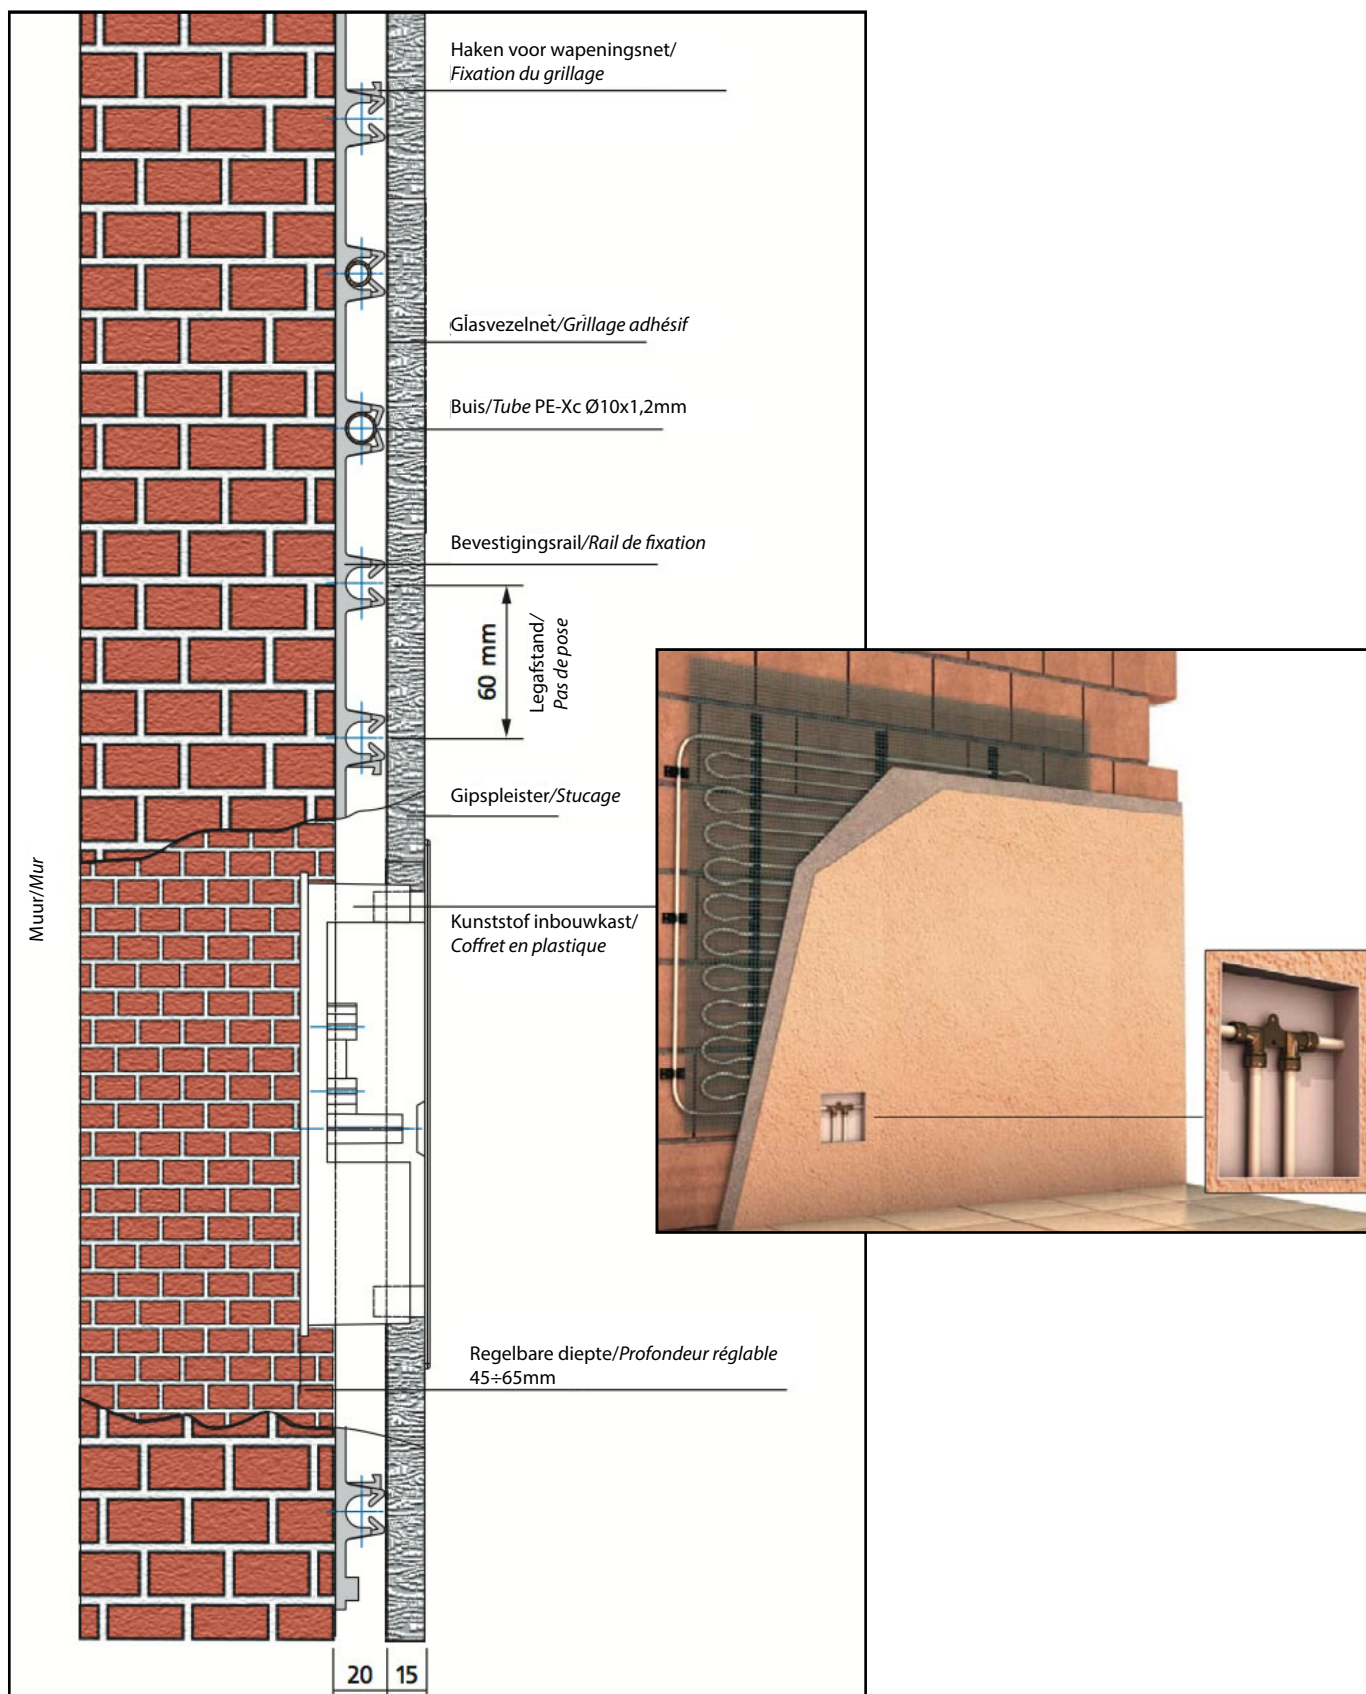 Haken voor wapeningsnet/
Fixation du grillage
Glasvezelnet/Grillage adhésif
Buis/Tube PE-Xc Ø10x1,2mm
Bevestigingsrail/Rail de fixation
60 mm
Legafstand/
Pas de pose
Gipspleister/Stucage
Muur/Mur
Kunststof inbouwkast/
Coffret en plastique
Regelbare diepte/Profondeur réglable
45÷65mm
20 15